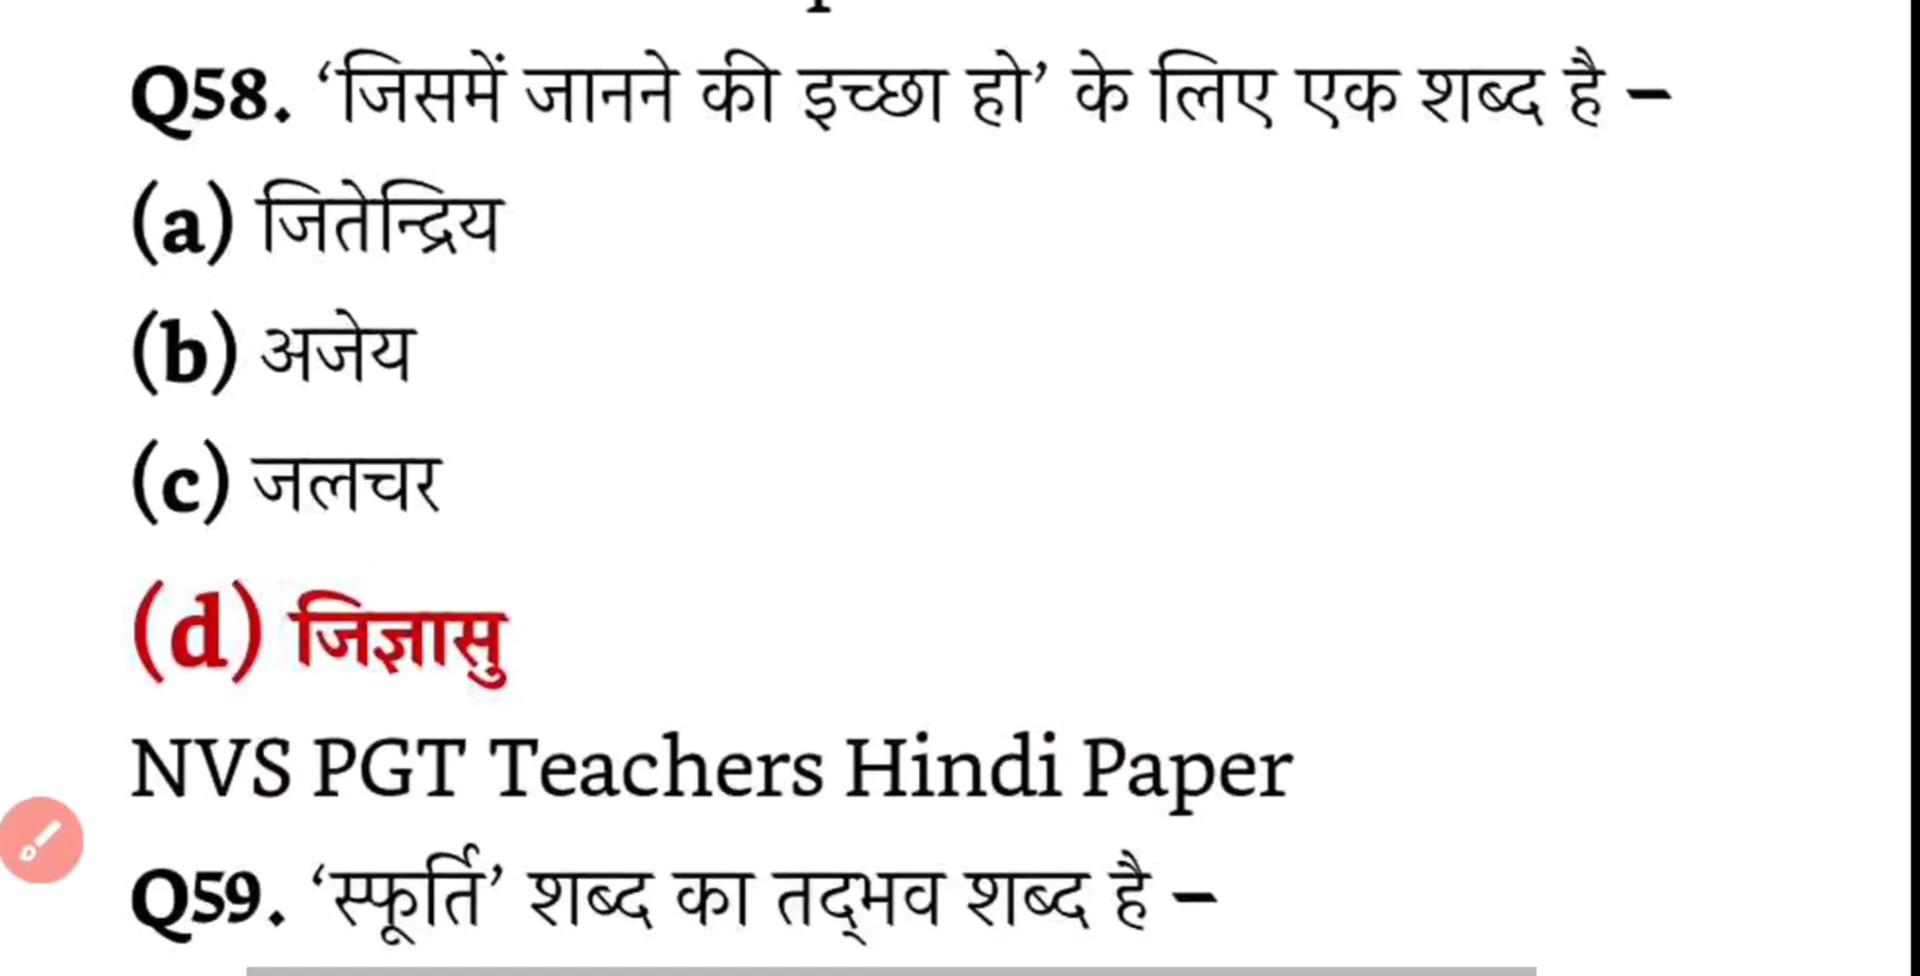 Q58. ‘जिसमें जानने की इच्छा हो’ के लिए एक शब्द है –
(a) जितेन्द्रिय
(b) अजेय
(c) जलचर
(d) जिज्ञासु
NVS PGT Teachers Hindi Paper
Q59. ‘स्फूर्ति’ शब्द का तद्‌भव शब्द है –